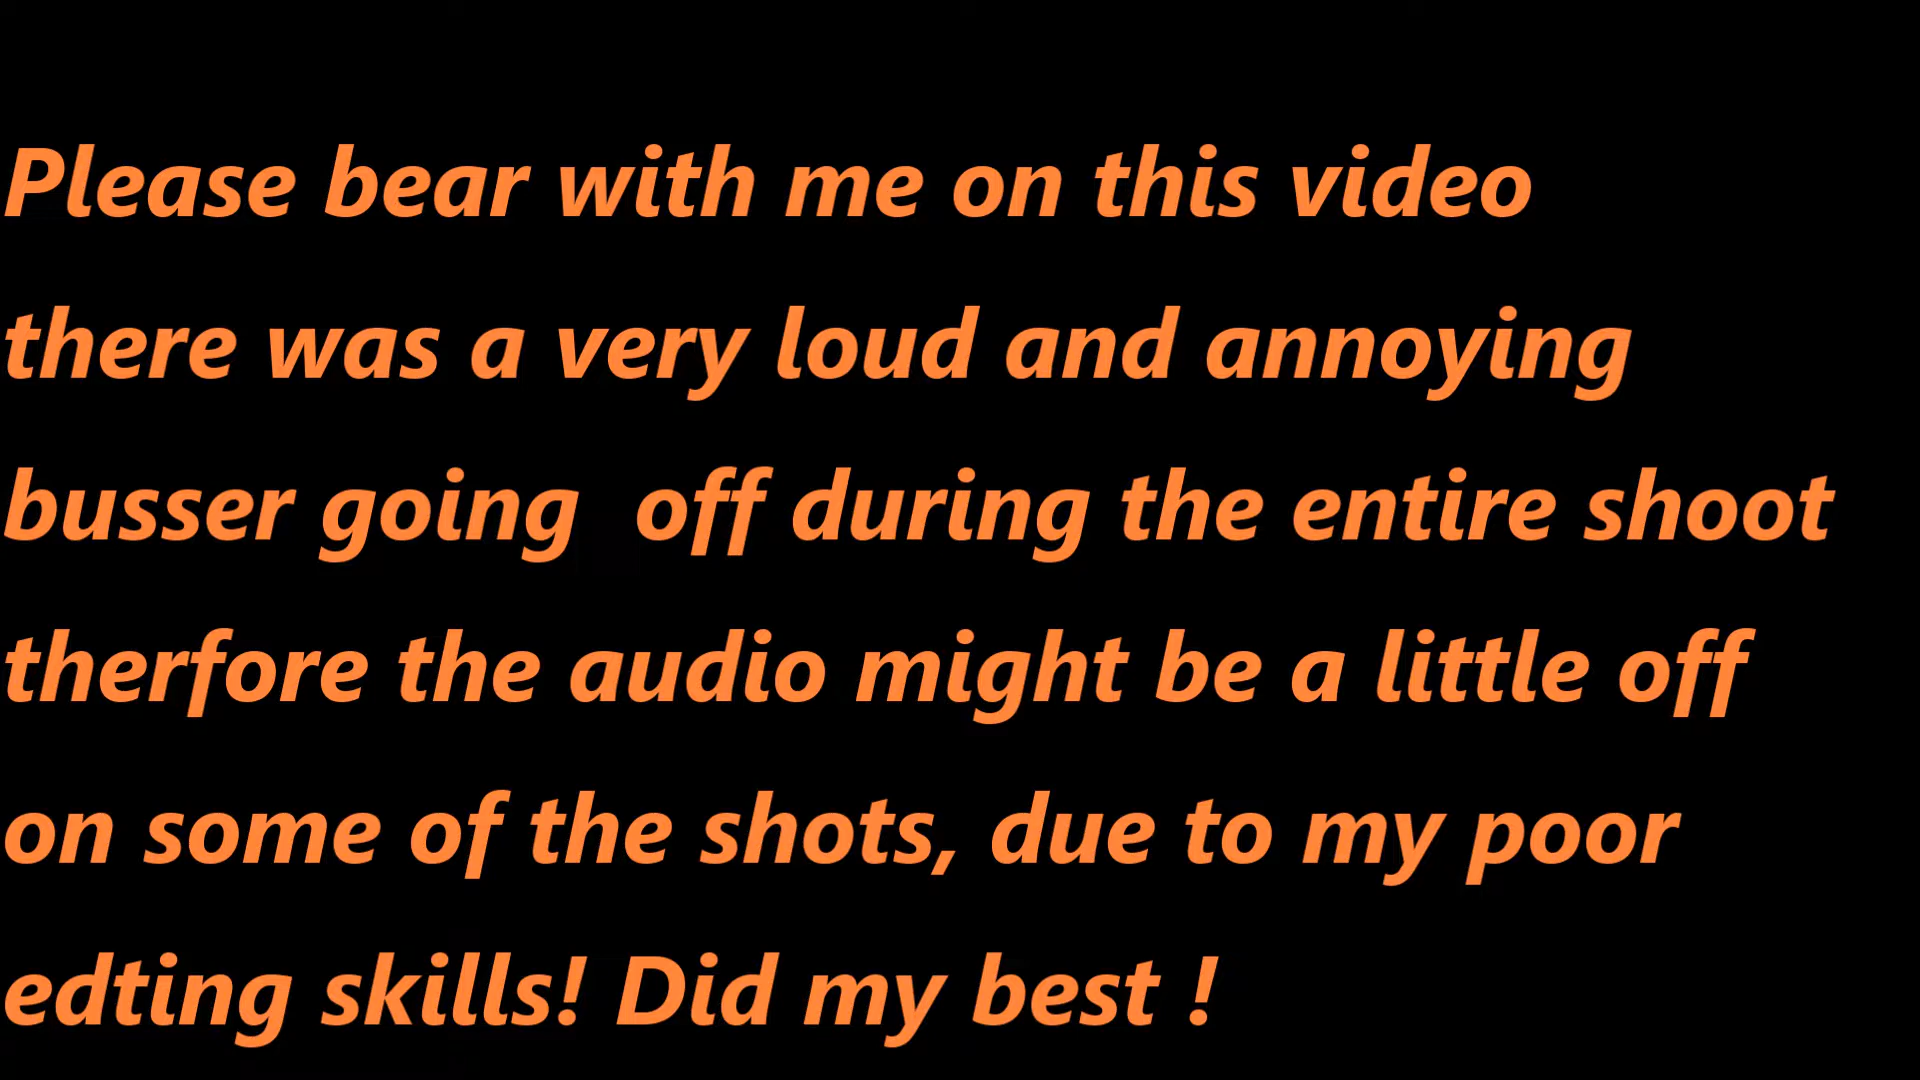 Please bear with me on this video
there was a very loud and annoying
busser going  off during the entire shoot
therfore the audio might be a little off
on some of the shots, due to my poor
edting skills! Did my best !